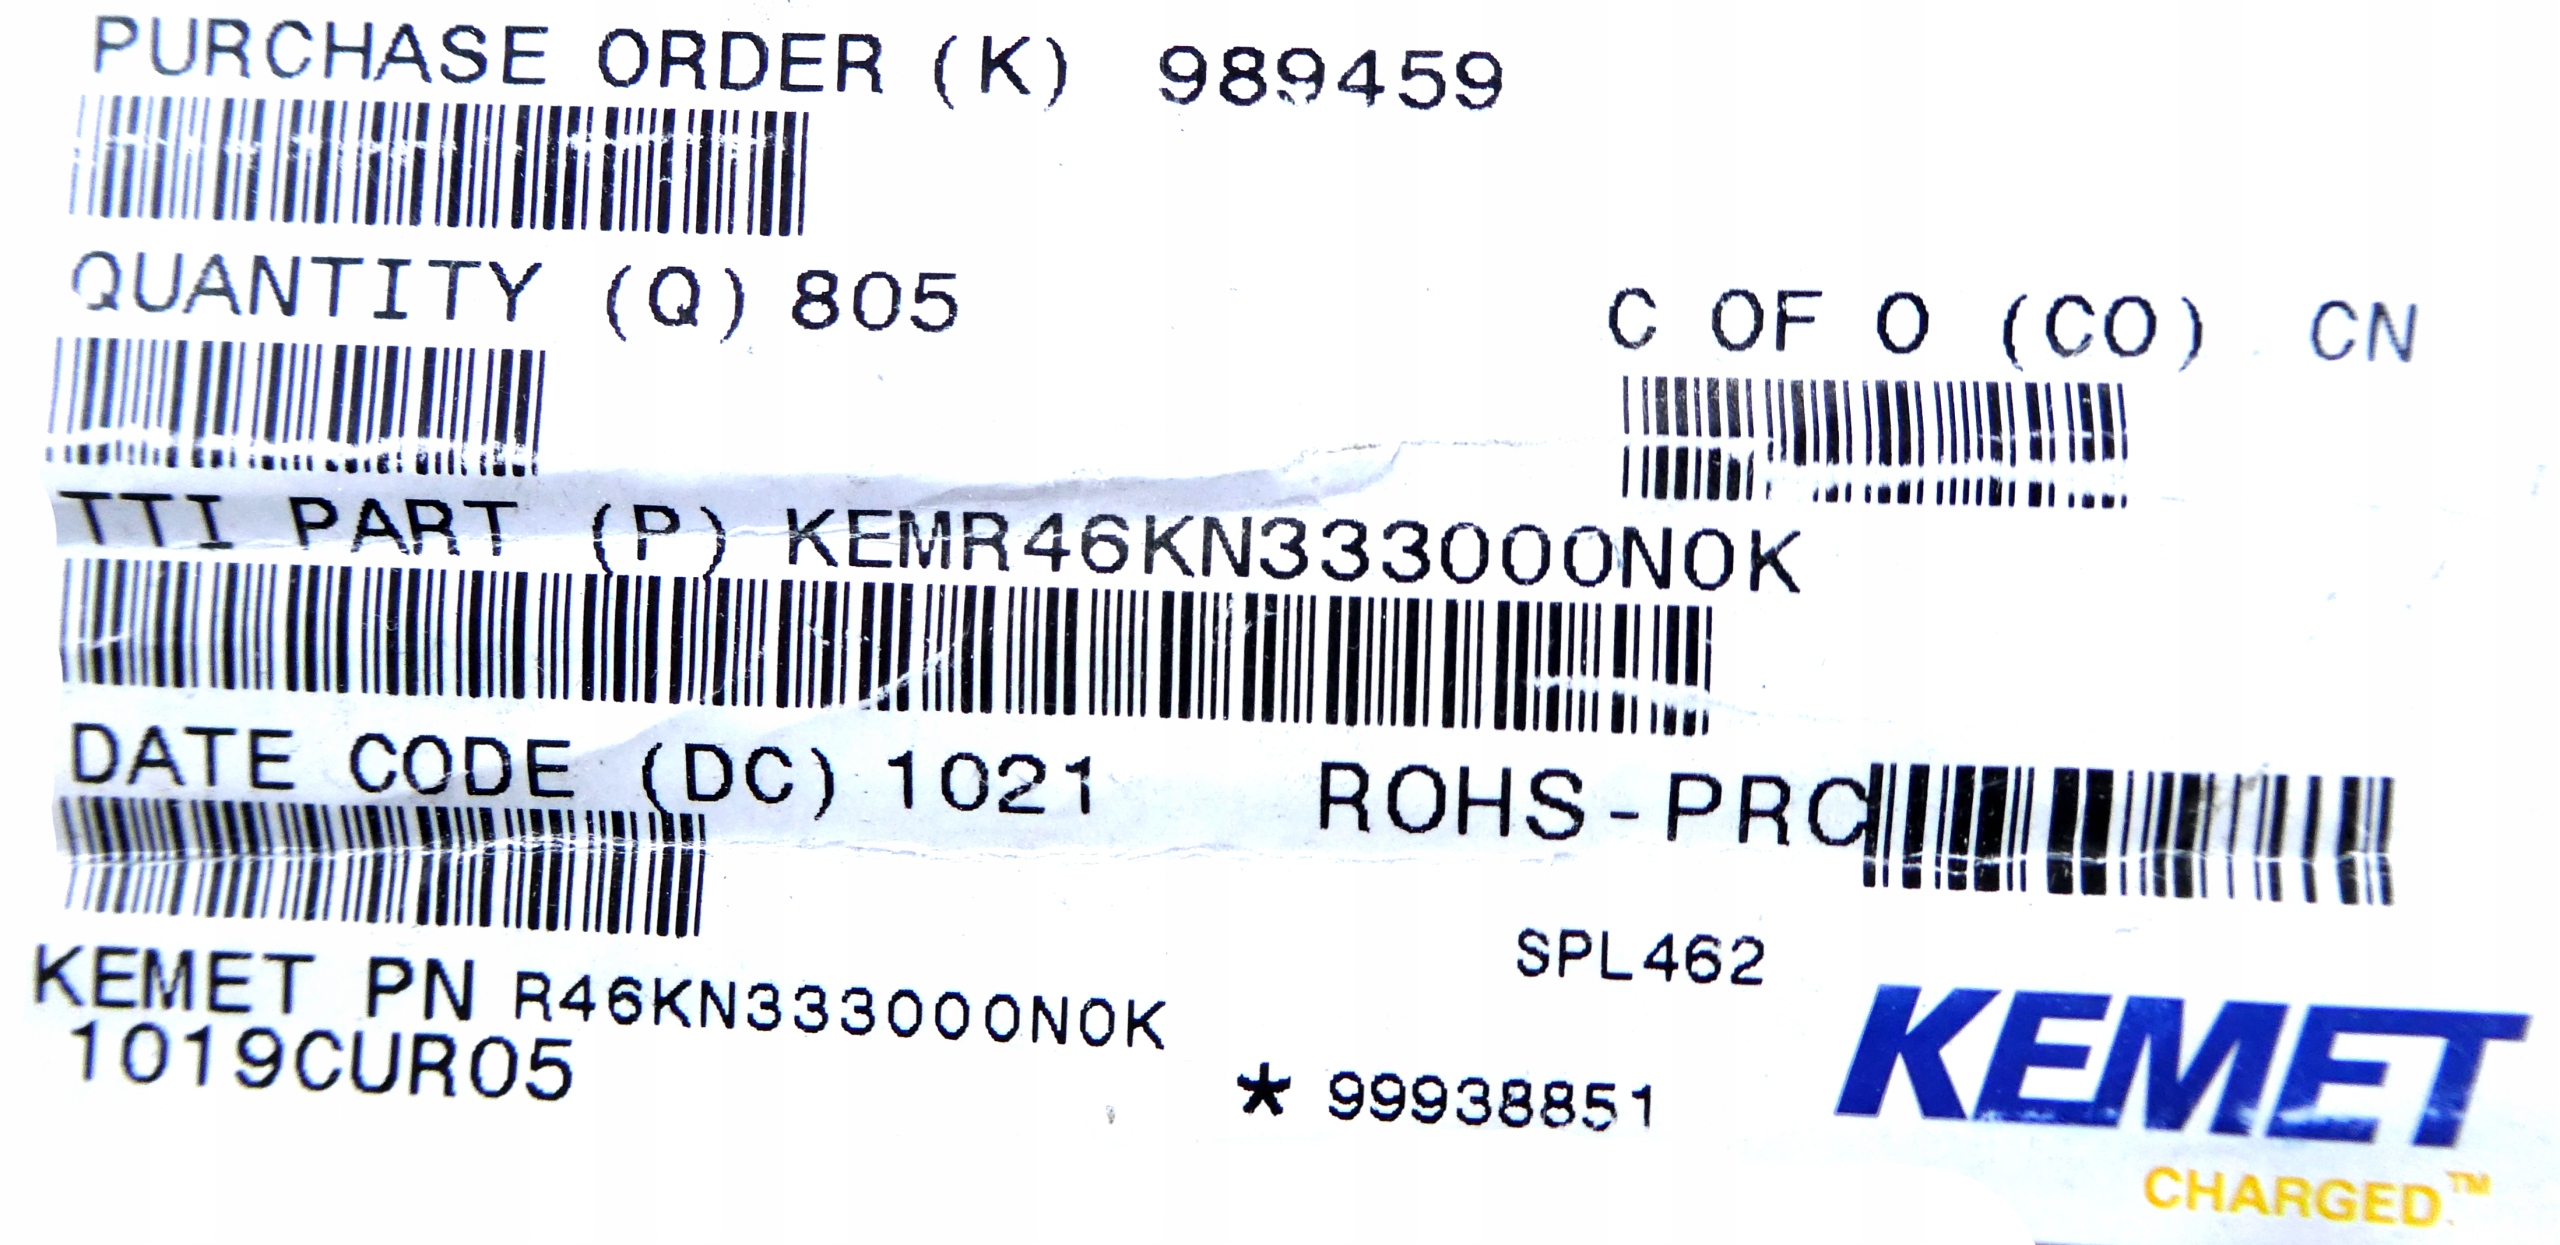 PURCHASE ORDER (K) 989459
QUANTITY (Q) 805
C OF O (CO) CN
TTI PART (P) KEMR46KN333000N0K
DATE CODE (DC) 1021
ROHS-PRC
SPL462
KEMET PN R46KN333000N0K
1019CUR05
* 99938851
KEMET
CHARGED™